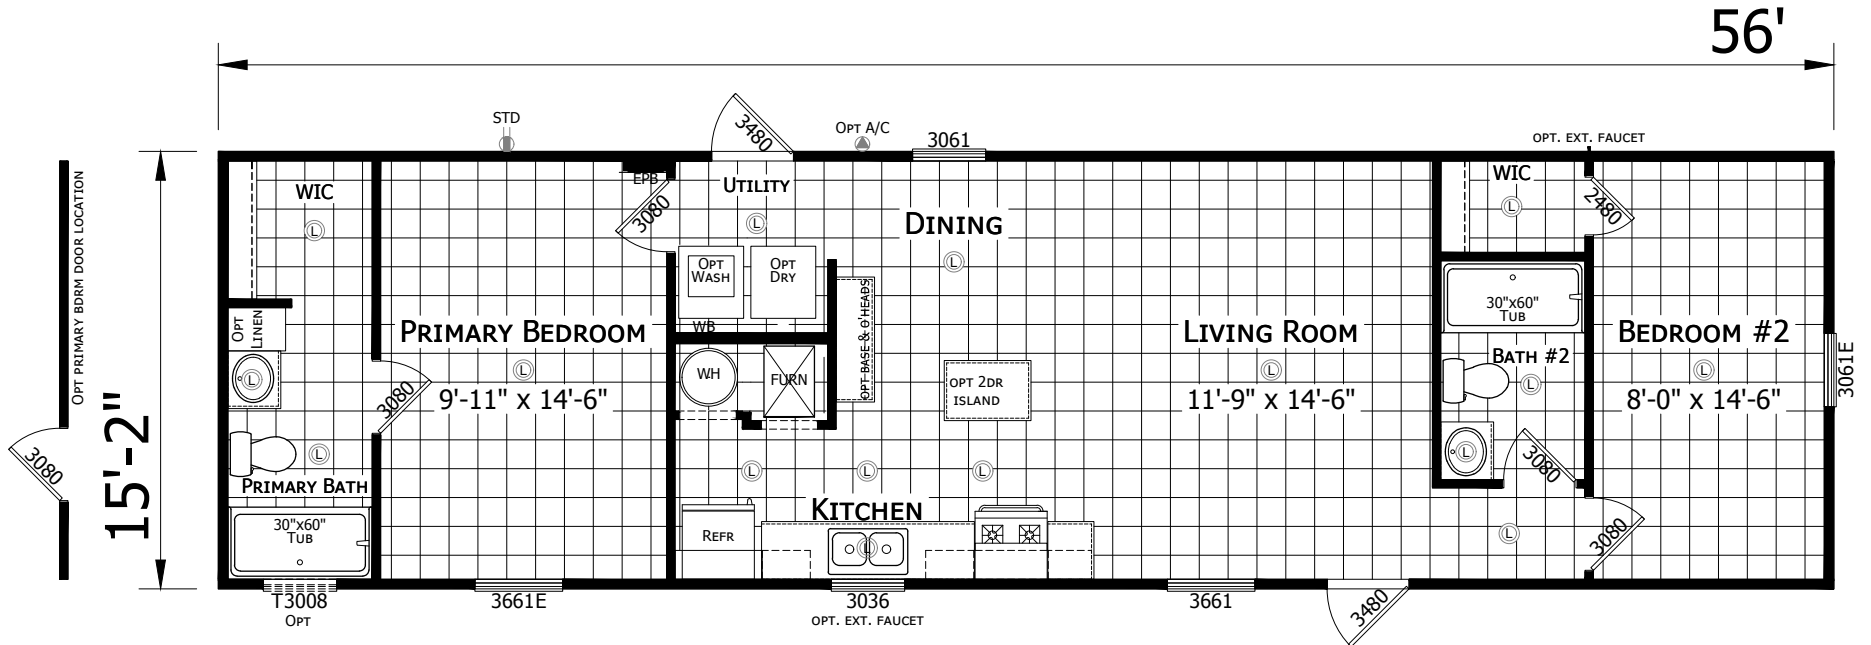 56'
STD
3480
OPT A/C
3061
OPT. EXT. FAUCET
OPT PRIMARY BDRM DOOR LOCATION
3080
15'-2"
WIC
L
OPT
LINEN
L
3080
L
PRIMARY BATH
30"x60"
TUB
T3008
OPT
EPB
3080
PRIMARY BEDROOM
L
9'-11" x 14'-6"
3661E
UTILITY
L
OPT
WASH
OPT
DRY
WB
WH
FURN
OPT BASE & O'HEADS
DINING
L
OPT 2DR
ISLAND
L
L
L
KITCHEN
REFR
L
3036
OPT. EXT. FAUCET
LIVING ROOM
L
11'-9" x 14'-6"
3661
3480
WIC
L
2480
30"x60"
TUB
BATH #2
L
L
3080
L
3080
BEDROOM #2
L
8'-0" x 14'-6"
3061E